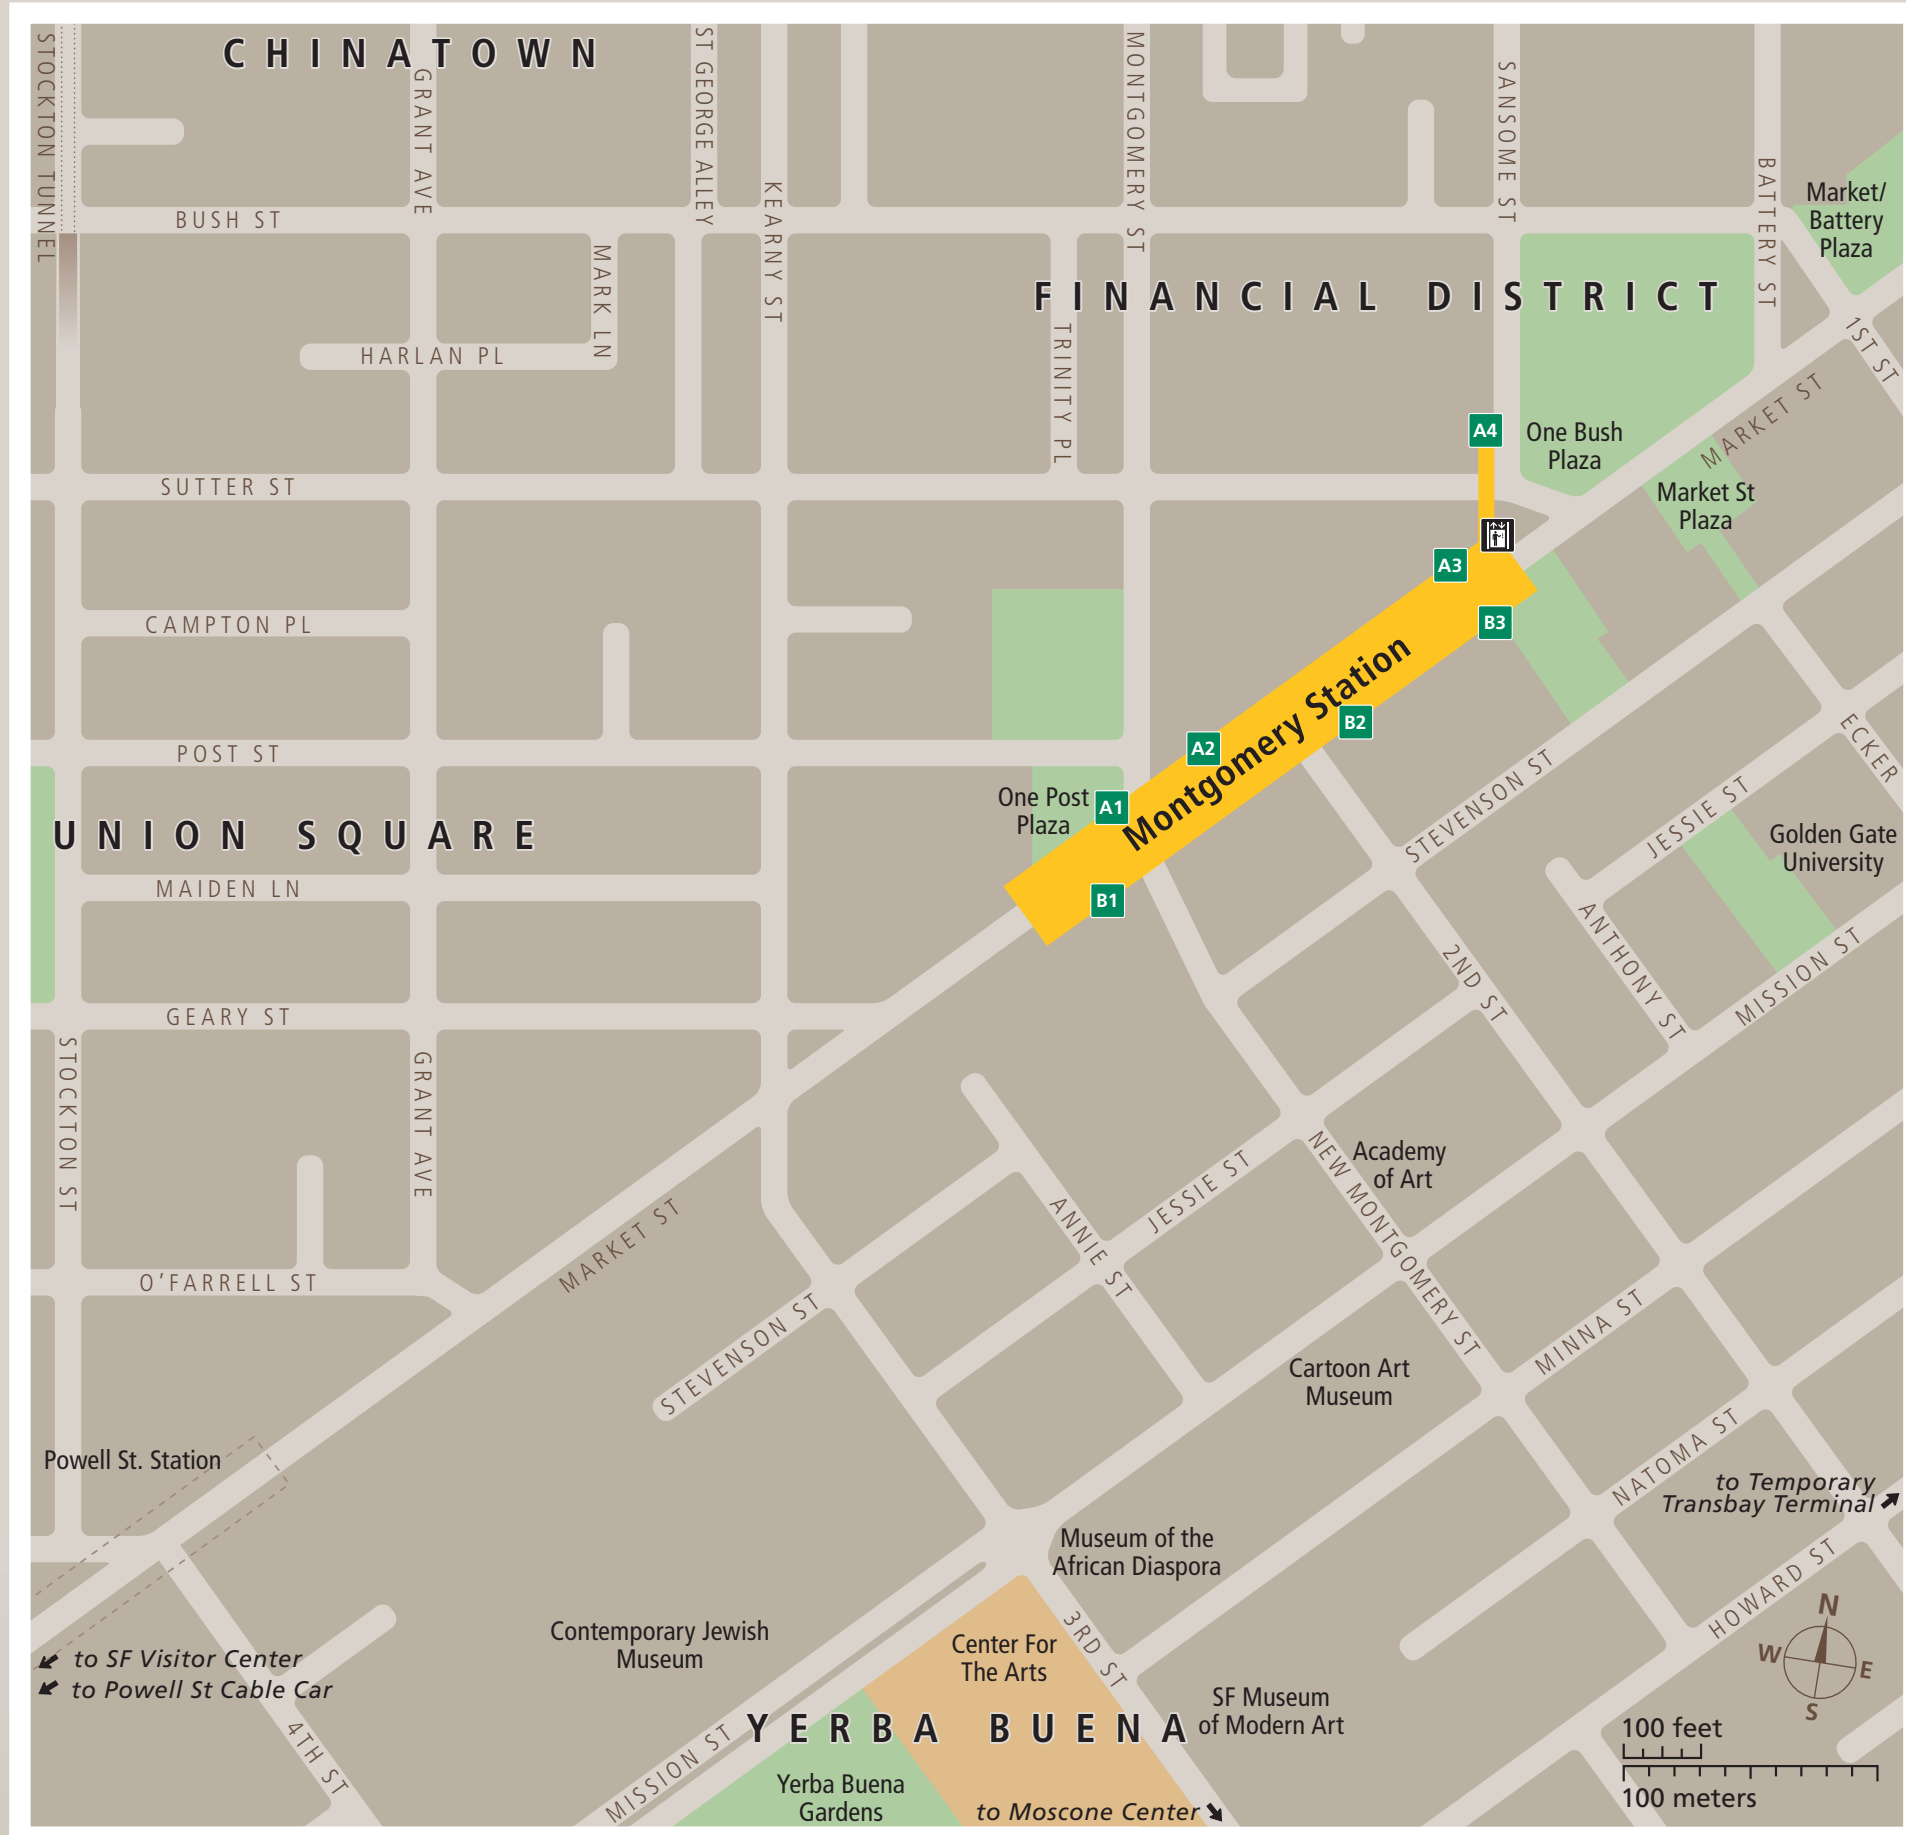 CHINATOWN
STOCKTON TUNNEL
GRANT AVE
ST GEORGE ALLEY
KEARNY ST
MONTGOMERY ST
SANSOME ST
BATTERY ST
Market/
Battery
Plaza
BUSH ST
MARK LN
HARLAN PL
FINANCIAL DISTRICT
TRINITY PL
1ST ST
MARKET ST
A4
One Bush
Plaza
SUTTER ST
Market St
Plaza
A3
B3
CAMPTON PL
Montgomery Station
B2
A2
POST ST
ECKER
STEVENSON ST
JESSIE ST
One Post
Plaza
A1
UNION SQUARE
Golden Gate
University
MAIDEN LN
B1
ANTHONY ST
2ND ST
MISSION ST
GEARY ST
STOCKTON ST
GRANT AVE
Academy
of Art
NEW MONTGOMERY ST
JESSIE ST
ANNIE ST
MARKET ST
O'FARRELL ST
STEVENSON ST
MINNA ST
Cartoon Art
Museum
NATOMA ST
Powell St. Station
to Temporary
Transbay Terminal
Museum of the
African Diaspora
HOWARD ST
N
W
E
S
Contemporary Jewish
Museum
Center For
The Arts
3RD ST
to SF Visitor Center
to Powell St Cable Car
SF Museum
of Modern Art
YERBA BUENA
4TH ST
MISSION ST
100 feet
100 meters
Yerba Buena
Gardens
to Moscone Center